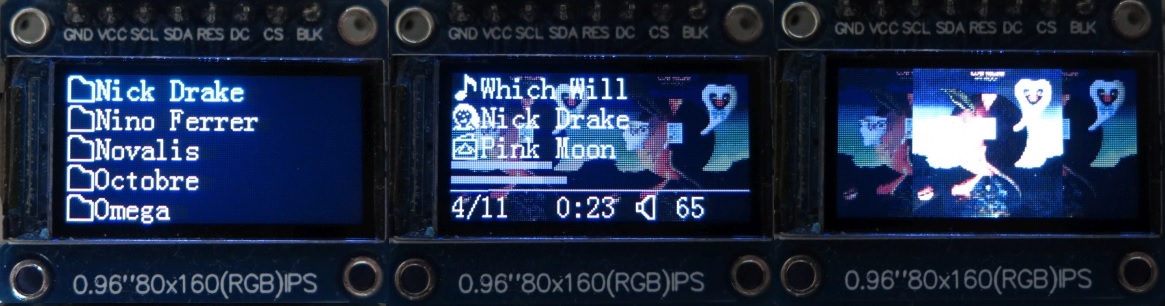 GND VCC SCL SDA RES DC CS BLK
Nick Drake
Nino Ferrer
Novalis
Octobre
Omega
0.96"80x160(RGB)IPS
GND VCC SCL SDA RES DC CS BLK
Which Will
Nick Drake
Pink Moon
4/11 0:23 65
0.96"80x160(RGB)IPS
GND VCC SCL SDA RES DC CS BLK
0.96"80x160(RGB)IPS